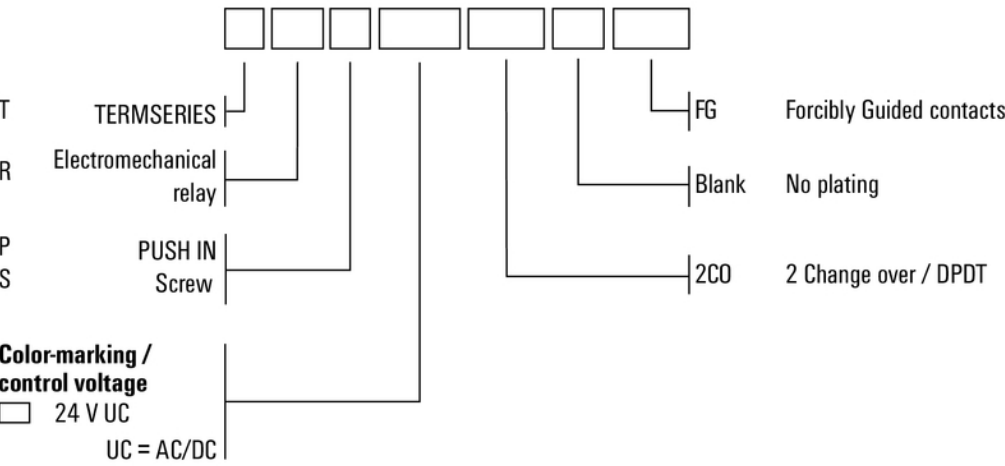 T TERMSERIES
R Electromechanical
relay
P PUSH IN
S Screw
Color-marking /
control voltage
24 V UC
UC = AC/DC
FG Forcibly Guided contacts
Blank No plating
2CO 2 Change over / DPDT